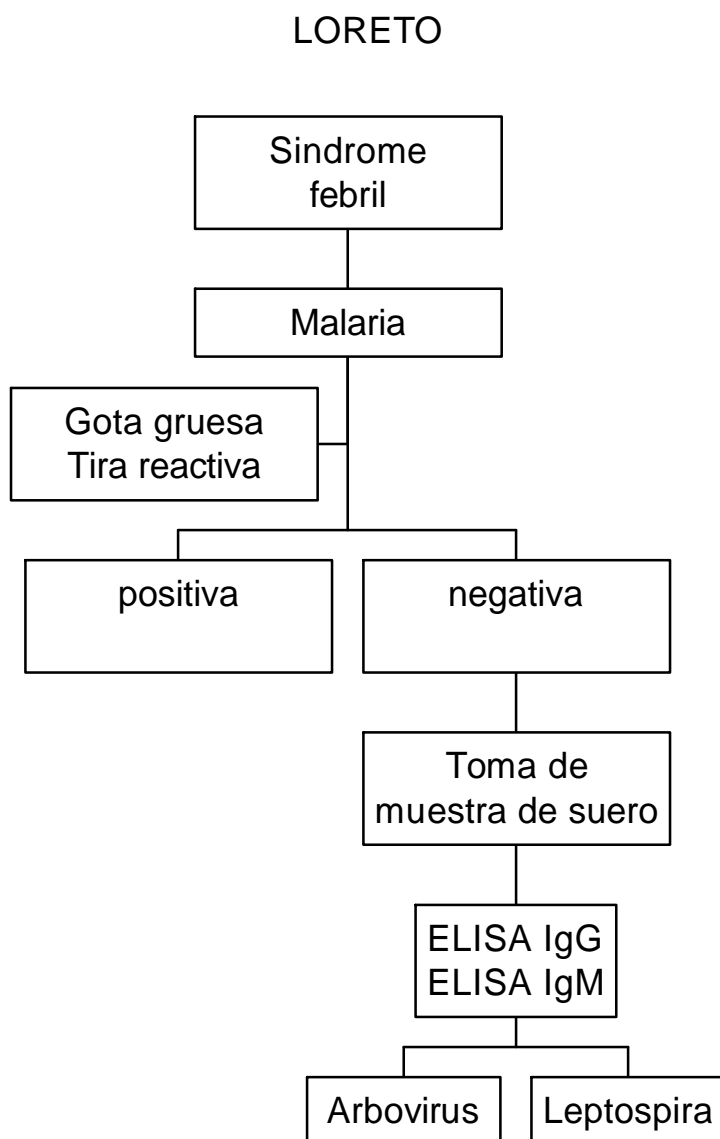 LORETO
Sindrome
febril
Malaria
Gota gruesa
Tira reactiva
positiva
negativa
Toma de
muestra de suero
ELISA IgG
ELISA IgM
Arbovirus
Leptospira